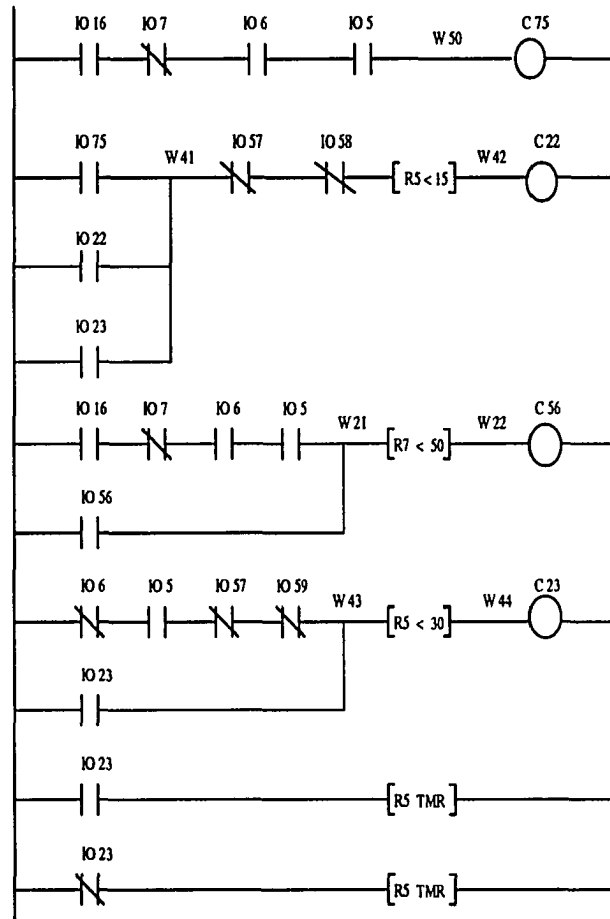 IO 16 IO 7 IO 6 IO 5 W 50 C 75
IO 75 W 41 IO 57 IO 58 R5 < 15 W 42 C 22
IO 22
IO 23
IO 16 IO 7 IO 6 IO 5 W 21 R7 < 50 W 22 C 56
IO 56
IO 6 IO 5 IO 57 IO 59 W 43 R5 < 30 W 44 C 23
IO 23
IO 23 R5 TMR
IO 23 R5 TMR